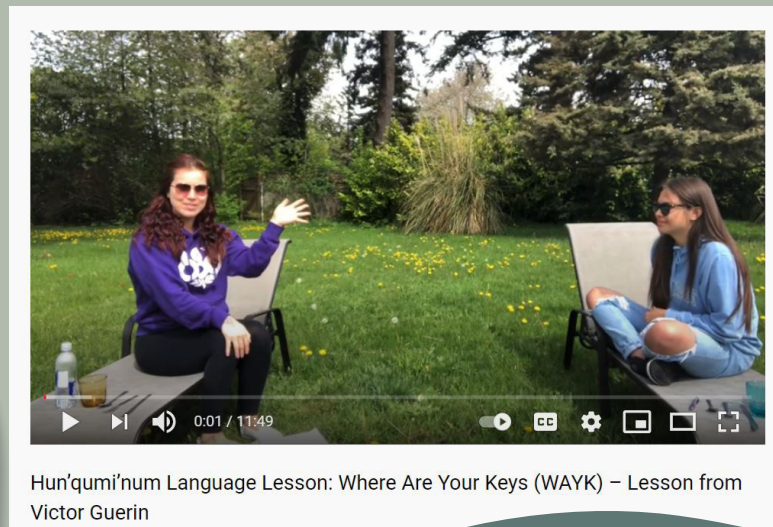 0:01 / 11:49
CC
Hun'qumi'num Language Lesson: Where Are Your Keys (WAYK) – Lesson from
Victor Guerin